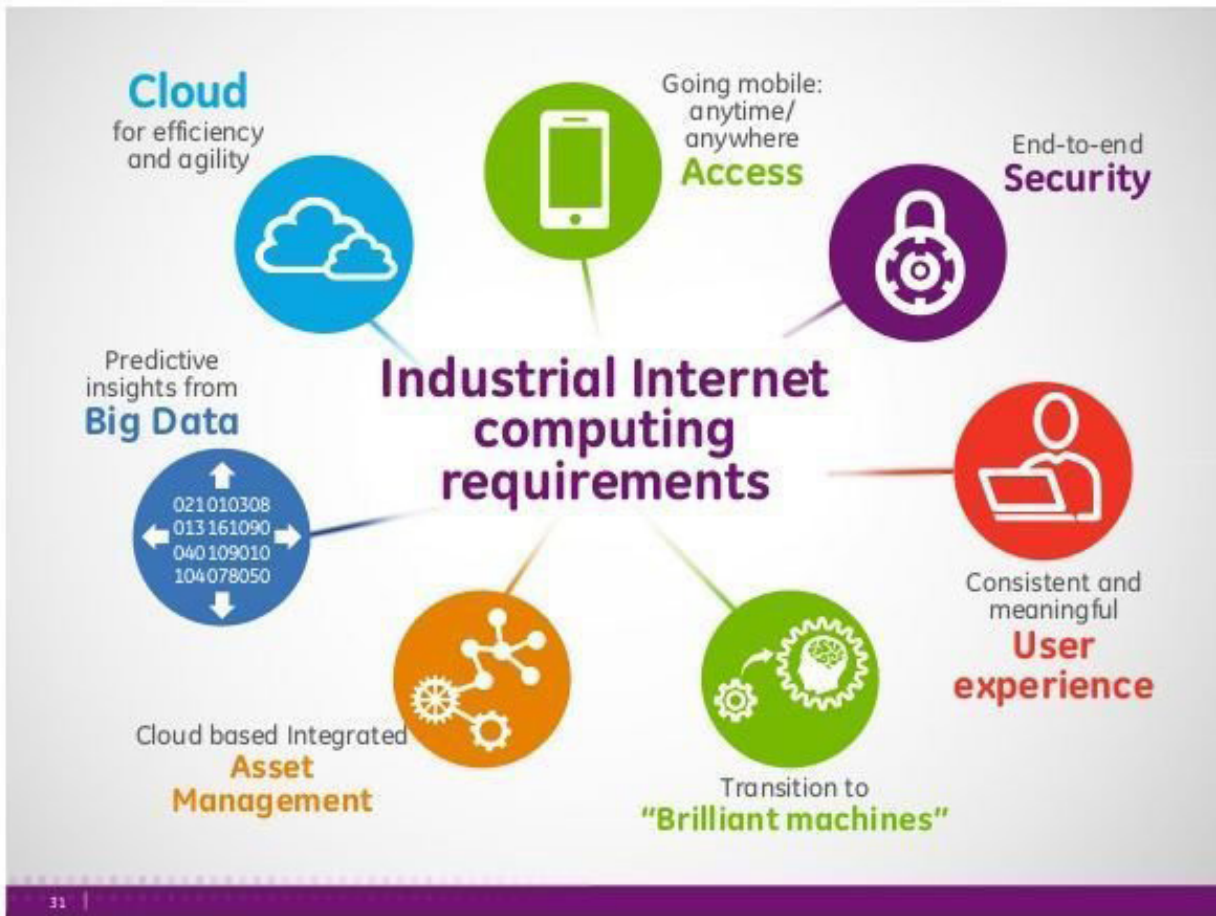 Cloud
for efficiency
and agility
Going mobile:
anytime/
anywhere
Access
End-to-end
Security
Predictive
insights from
Big Data
021010308
013161090
040109010
104078050
Industrial Internet
computing
requirements
Consistent and
meaningful
User
experience
Cloud based Integrated
Asset
Management
Transition to
“Brilliant machines”
31